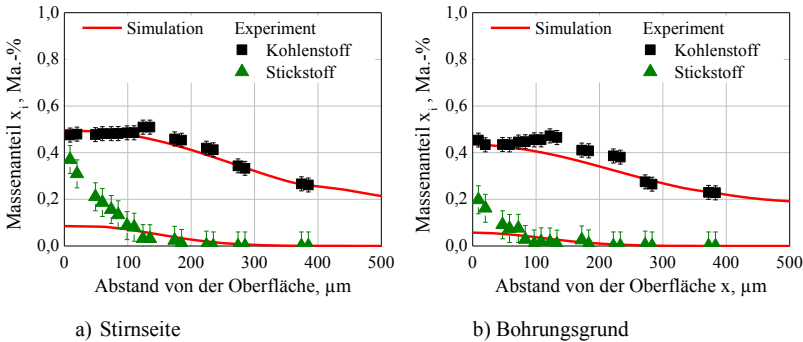 Simulation Experiment
Kohlenstoff
Stickstoff
1,0
0,8
0,6
0,4
0,2
0,0
Massenanteil x i , Ma.-%
0 100 200 300 400 500
Abstand von der Oberfläche, µm
a) Stirnseite
Simulation Experiment
Kohlenstoff
Stickstoff
1,0
0,8
0,6
0,4
0,2
0,0
Massenanteil x i , Ma.-%
0 100 200 300 400 500
Abstand von der Oberfläche x, µm
b) Bohrungsgrund